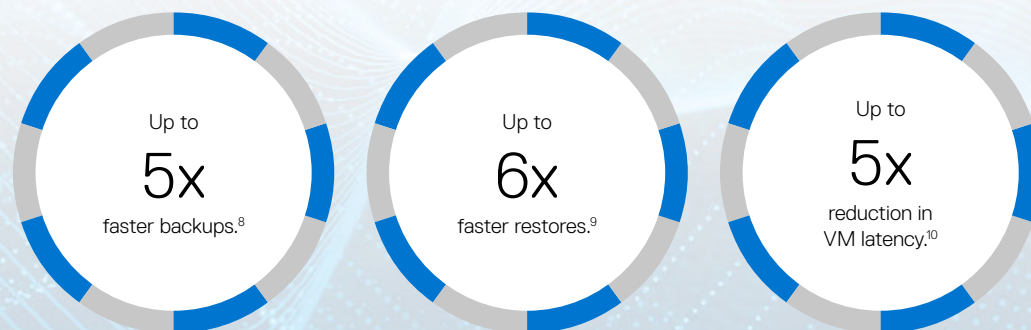 Up to
5x
faster backups.⁸
Up to
6x
faster restores.⁹
Up to
5x
reduction in
VM latency.¹⁰